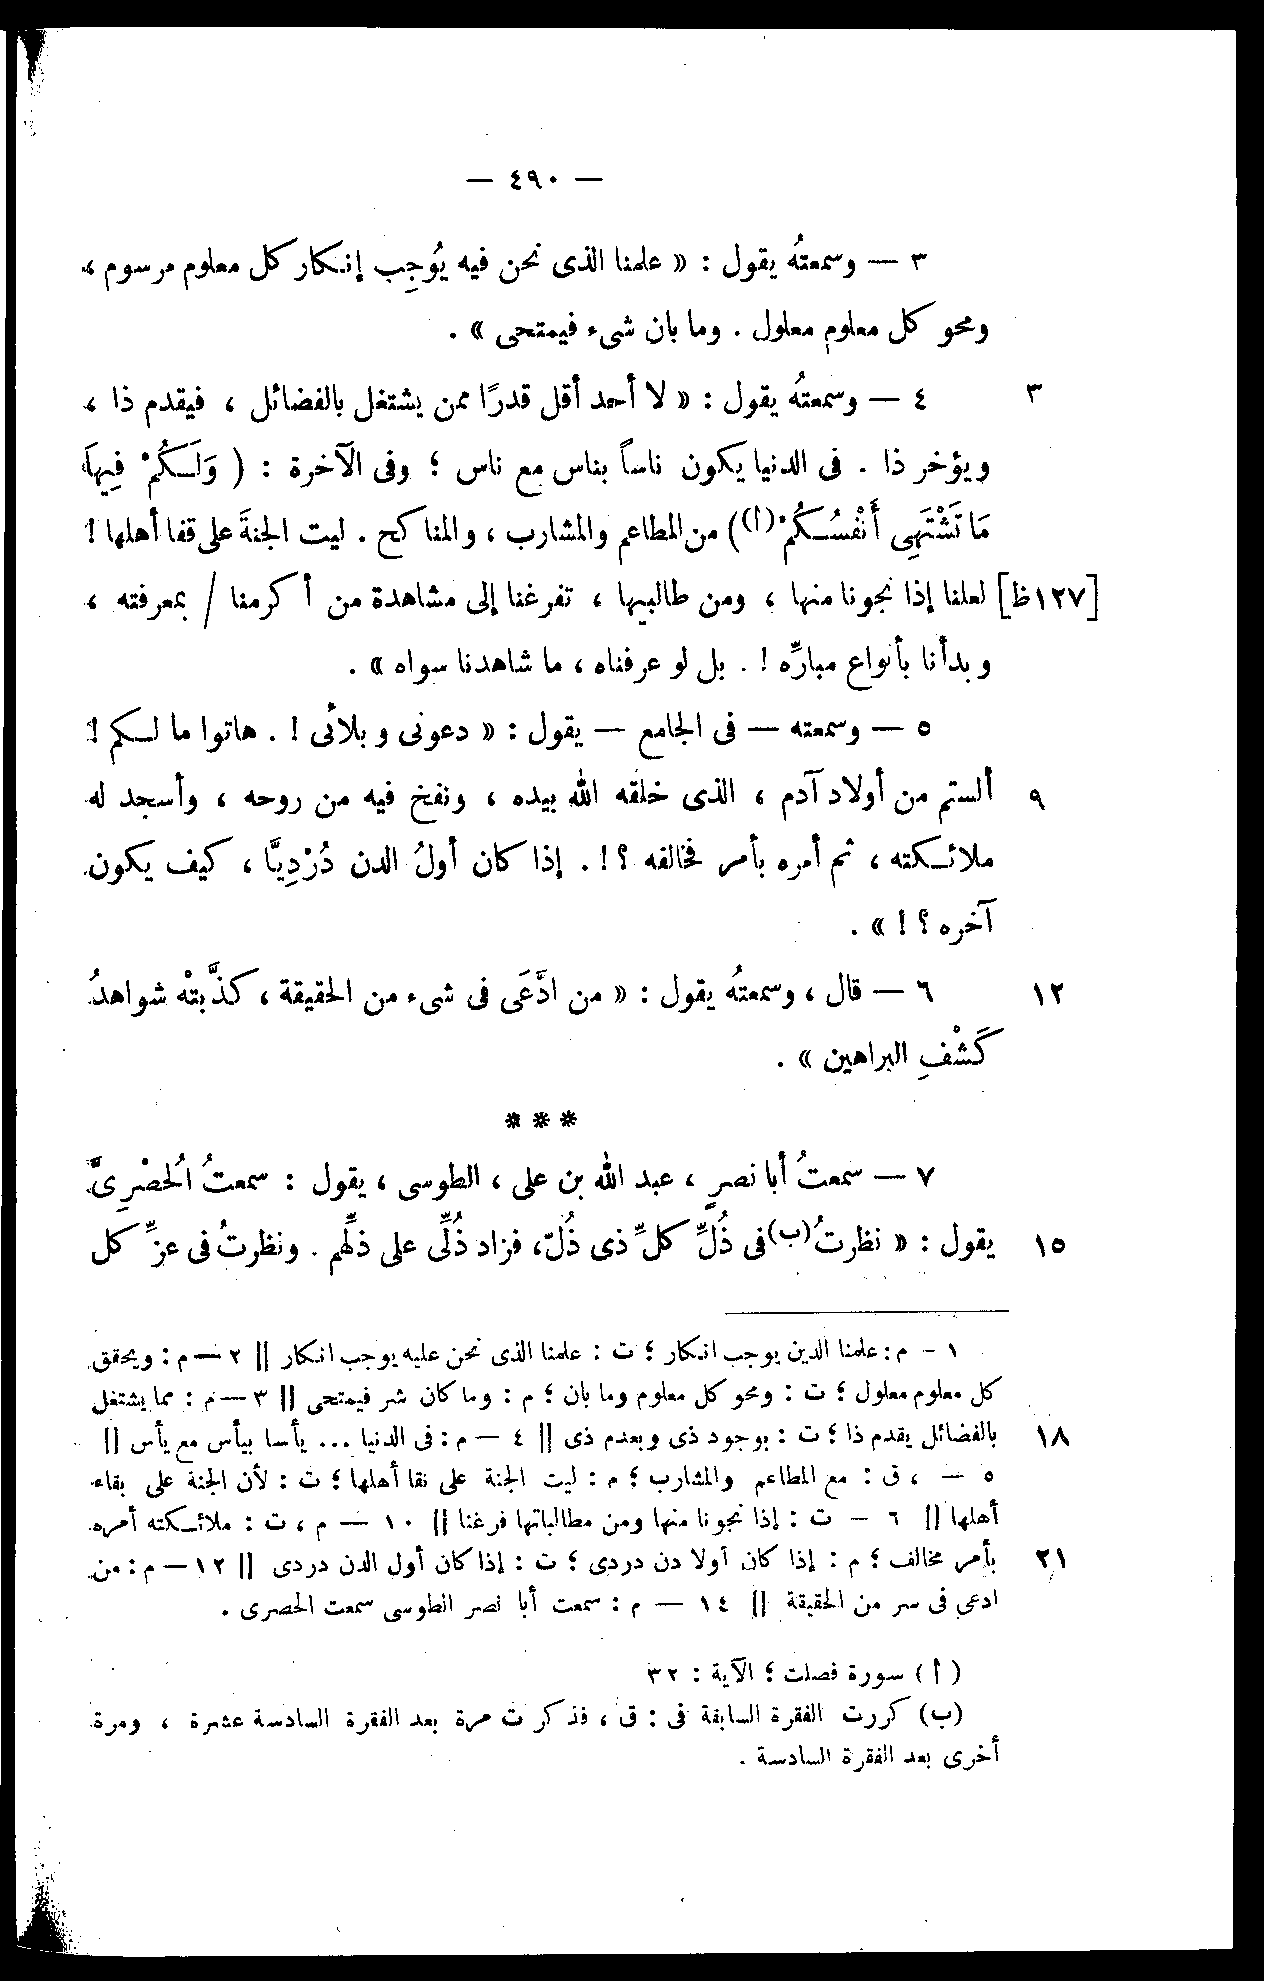 — ٤٩٠ —
٣ — وسمعتُه يقول : « علمنا الذى نحن فيه يُوجِب إنكار كل معلوم مرسوم ،
ومحو كل معلوم معلول . وما بان شىء فيمتحى » .
٣ ٤ — وسمعتُه يقول : « لا أحد أقل قدرًا ممن يشتغل بالفضائل ، فيقدم ذا ،
ويؤخر ذا . فى الدنيا يكون ناساً بناس مع ناس ؛ وفى الآخرة : ( وَلَكُمْ فِيهَا
مَا تَشْتَهِى أَنْفُسُكُمْ (أ)) من المطاعم والمشارب ، والمناكح . ليت الجنةَ على قفا أهلها !
[١٢٧ظ] لعلنا إذا نجونا منها ، ومن طالبيها ، تفرغنا إلى مشاهدة من أكرمنا / بمعرفته ،
وبدأنا بأنواع مبارِّه ! . بل لو عرفناه ، ما شاهدنا سواه » .
٥ — وسمعته — فى الجامع — يقول : « دعونى وبلائى ! . هاتوا ما لكم !
٩ ألستم من أولاد آدم ، الذى خلقه الله بيده ، ونفخ فيه من روحه ، وأسجد له
ملائكته ، ثم أمره بأمر فخالفه ؟ ! . إذا كان أولُ الدن دُرْدِيًّا ، كيف يكون
آخره ؟ ! » .
١٢ ٦ — قال ، وسمعتُه يقول : « من ادَّعَى فى شىء من الحقيقة ، كذَّبتْه شواهدُ
كَشْفِ البراهين » .
* * *
٧ — سمعتُ أبا نصرٍ ، عبد الله بن على ، الطوسى ، يقول : سمعتُ الحُصْرِىَّ
١٥ يقول : « نظرتُ (ب) فى ذُلِّ كلِّ ذى ذُلّ، فزاد ذُلِّى على ذلِّهم . ونظرتُ فى عزِّ كل
١ - م : علمنا الدين يوجب انكار ؛ ت : علمنا الذى نحن عليه يوجب انكار || ٢ — م : ويحقق
كل معلوم معلول ؛ ت : ومحو كل معلوم وما بان ؛ م : وما كان شر فيمتحى || ٣ — م : مما يشتغل
١٨ بالفضائل يقدم ذا ؛ ت : بوجود ذى وبعدم ذى || ٤ — م : فى الدنيا ... يأسا بيأس مع يأس ||
٥ — ، ق : مع المطاعم والمشارب ؛ م : ليت الجنة على نقا أهلها ؛ ت : لأن الجنة على بقاء
أهلها || ٦ — ت : إذا نجونا منها ومن مطالباتها فرغنا || ١٠ — م ، ت : ملائكته أمره
٢١ بأمر مخالف ؛ م : إذا كان أولا دن دردى ؛ ت : إذا كان أول الدن دردى || ١٢ — م : من
ادعى فى سر من الحقيقة || ١٤ — م : سمعت أبا نصر الطوسى سمعت الحصرى .
( أ ) سورة فصلت ؛ الآية : ٣٢
(ب) كررت الفقرة السابقة فى : ق ، فذكرت مرة بعد الفقرة السادسة عشرة ، ومرة
أخرى بعد الفقرة السادسة .